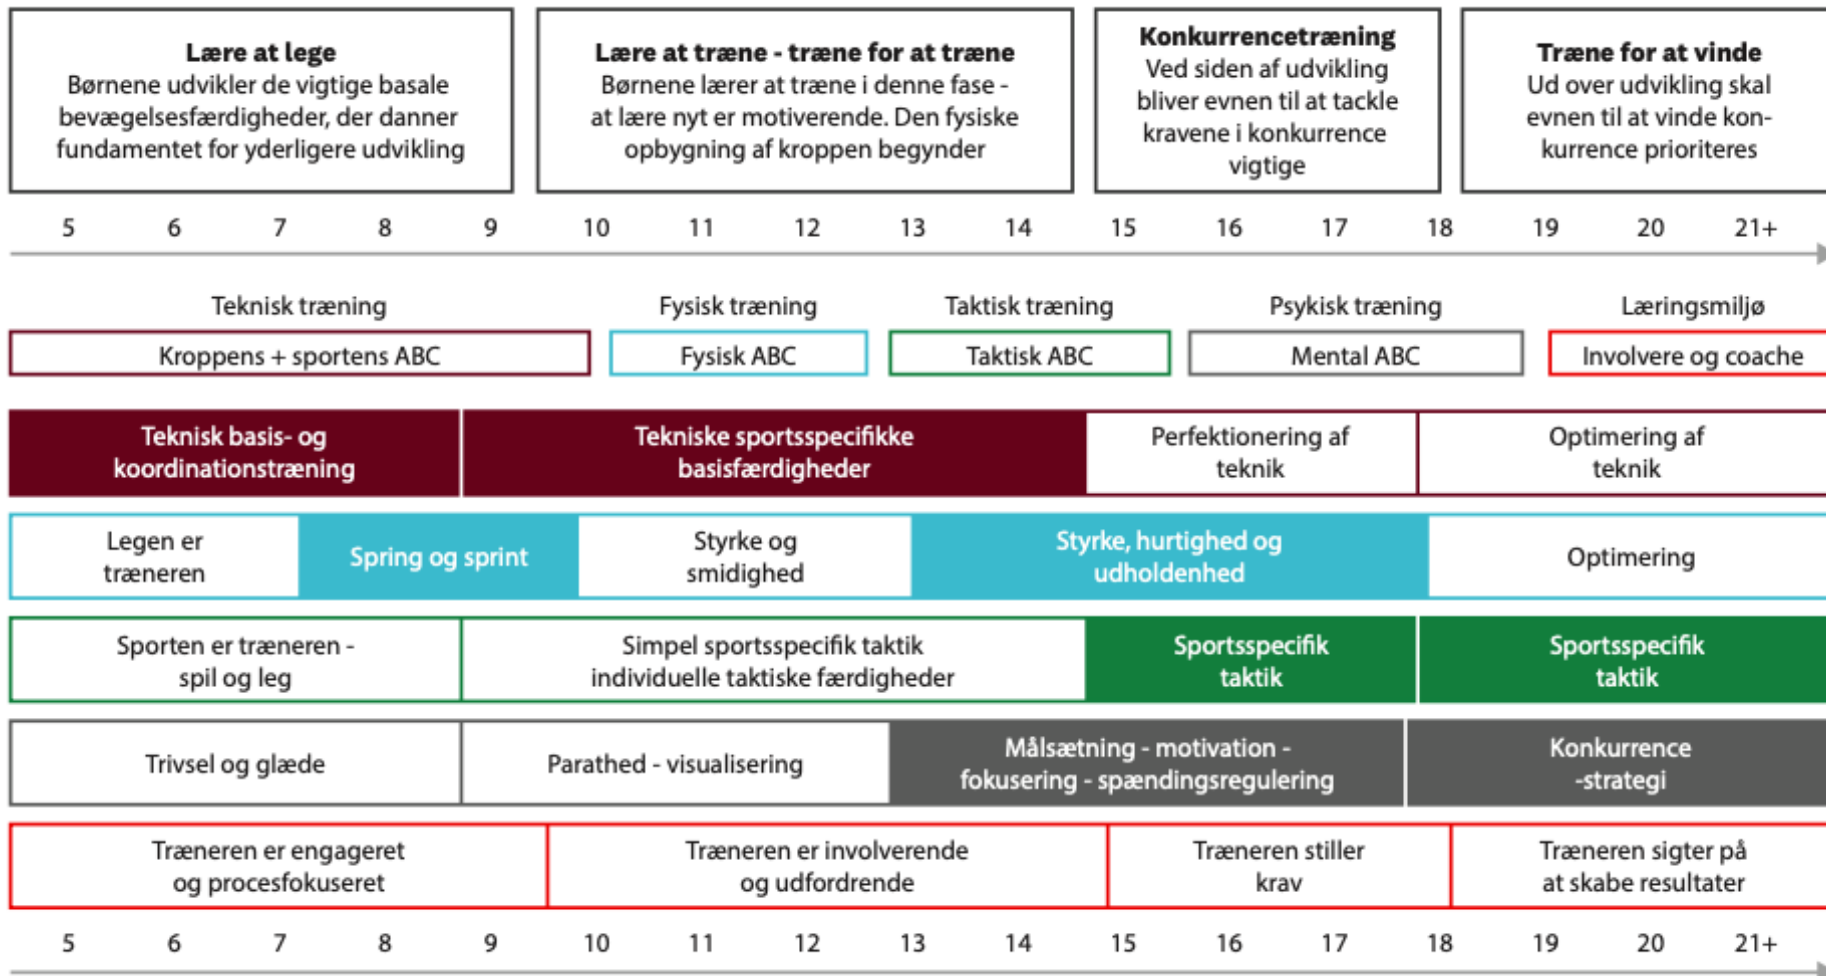 Lære at lege
Børnene udvikler de vigtige basale
bevægelsesfærdigheder, der danner
fundamentet for yderligere udvikling
Lære at træne - træne for at træne
Børnene lærer at træne i denne fase -
at lære nyt er motiverende. Den fysiske
opbygning af kroppen begynder
Konkurrencetræning
Ved siden af udvikling
bliver evnen til at tackle
kravene i konkurrence
vigtige
Træne for at vinde
Ud over udvikling skal
evnen til at vinde kon-
kurrence prioriteres
5 6 7 8 9 10 11 12 13 14 15 16 17 18 19 20 21+
Teknisk træning
Kroppens + sportens ABC
Fysisk træning
Fysisk ABC
Taktisk træning
Taktisk ABC
Psykisk træning
Mental ABC
Læringsmiljø
Involvere og coache
Teknisk basis- og
koordinationstræning
Tekniske sportsspecifikke
basisfærdigheder
Perfektionering af
teknik
Optimering af
teknik
Legen er
træneren
Spring og sprint
Styrke og
smidighed
Styrke, hurtighed og
udholdenhed
Optimering
Sporten er træneren -
spil og leg
Simpel sportsspecifik taktik
individuelle taktiske færdigheder
Sportsspecifik
taktik
Sportsspecifik
taktik
Trivsel og glæde
Parathed - visualisering
Målsætning - motivation -
fokusering - spændingsregulering
Konkurrence
-strategi
Træneren er engageret
og procesfokuseret
Træneren er involverende
og udfordrende
Træneren stiller
krav
Træneren sigter på
at skabe resultater
5 6 7 8 9 10 11 12 13 14 15 16 17 18 19 20 21+